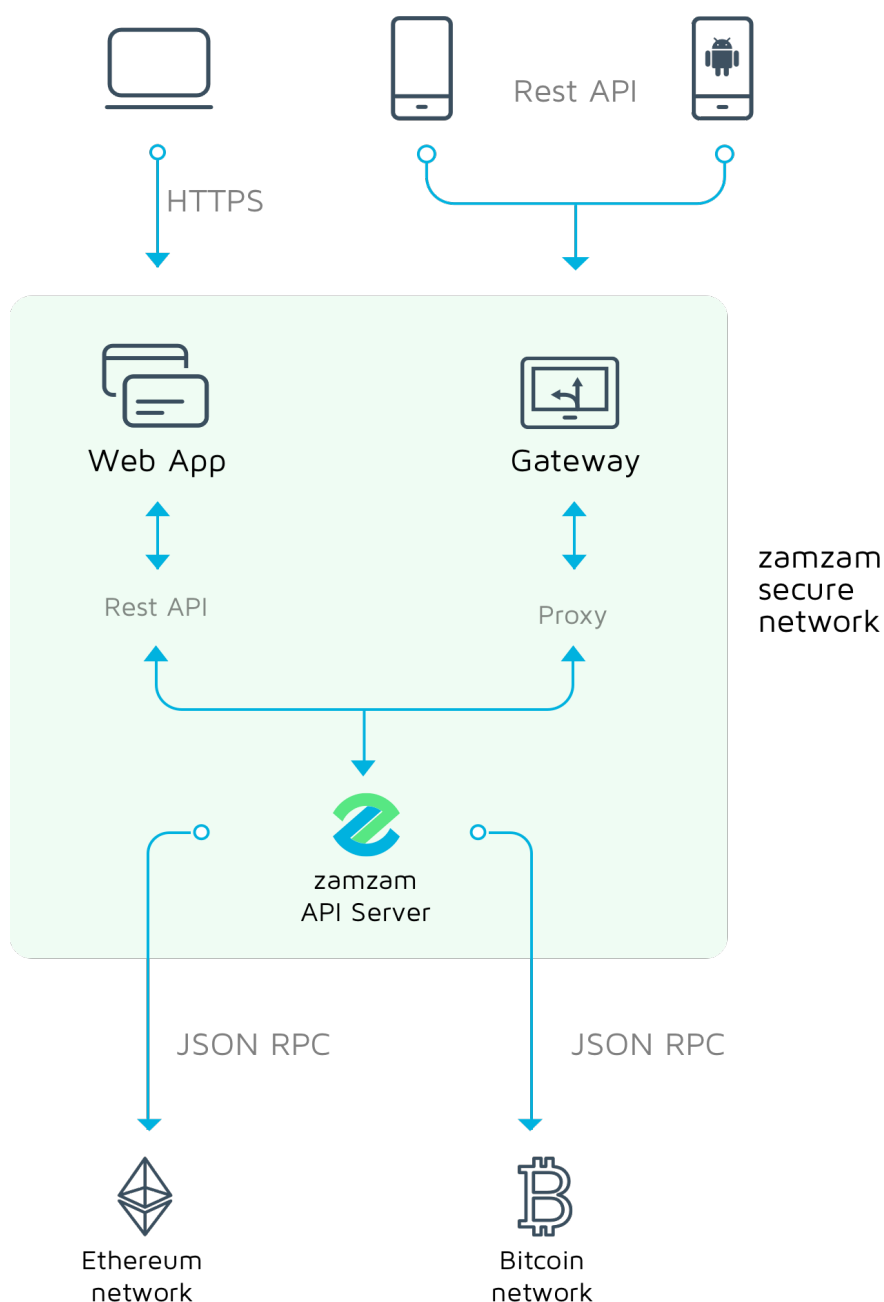 Rest API
HTTPS
Web App
Gateway
zamzam
secure
network
Rest API
Proxy
zamzam
API Server
JSON RPC
JSON RPC
Ethereum
network
Bitcoin
network